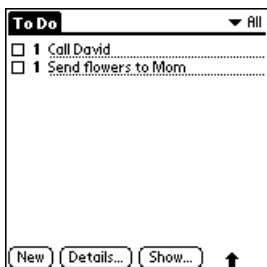 To Do All
1 Call David
1 Send flowers to Mom
New Details... Show...